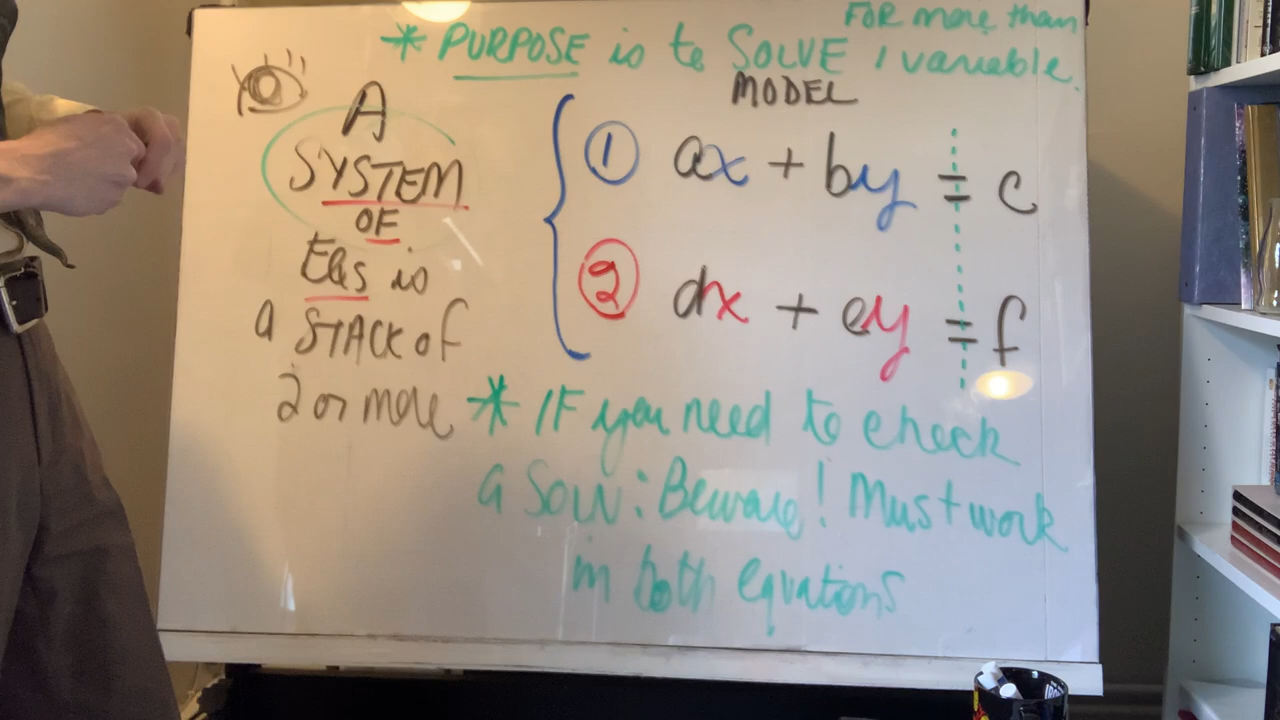 FOR more than
* PURPOSE is to SOLVE 1 variable.
MODEL
A
SYSTEM
OF
Eqs is
a STACK of
2 or more
① ax + by = c
② dx + ey = f
* IF you need to check
a Soln: Beware! Must work
in both equations